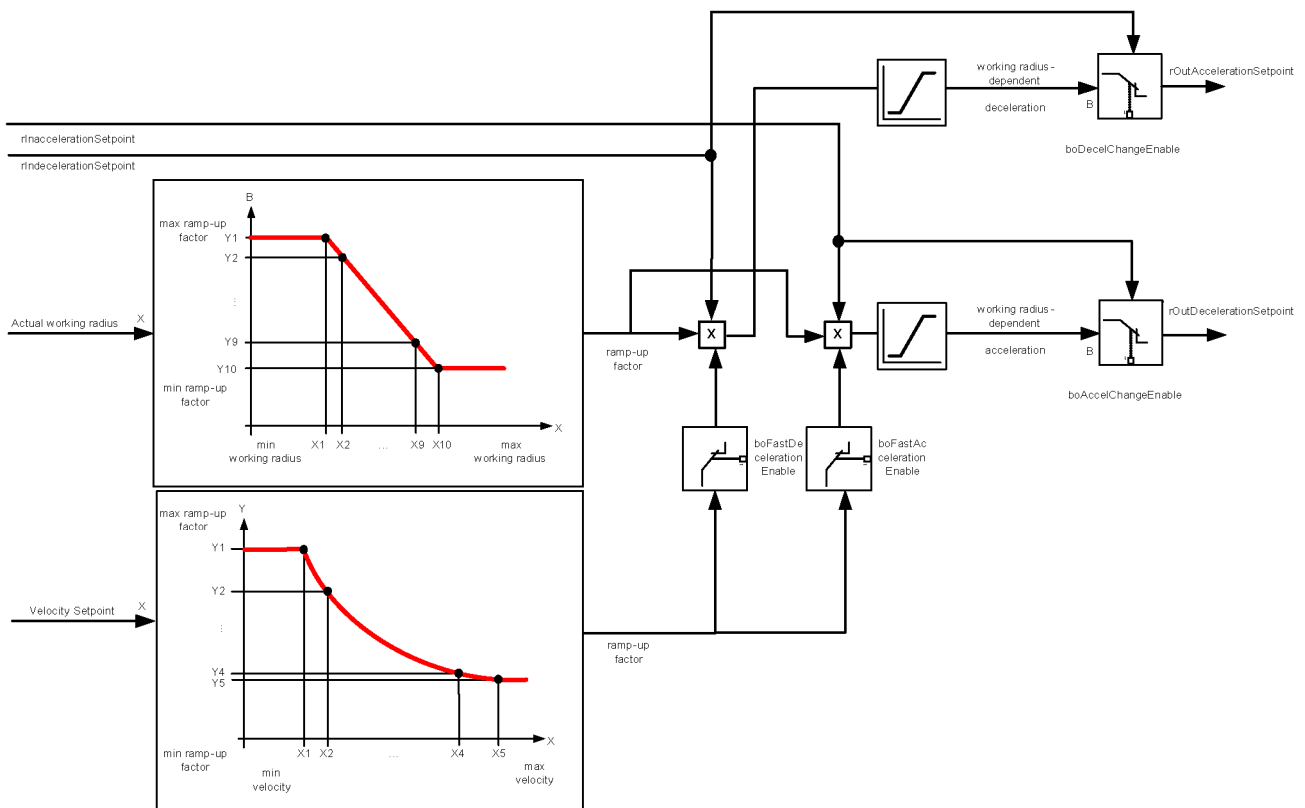 working radius -
dependent
deceleration
B
rOutAccelerationSetpoint
boDecelChangeEnable
rInaccelerationSetpoint
rIndecelerationSetpoint
B
max ramp-up
factor
Y1
Y2
...
Y9
Y10
min ramp-up
factor
min
working radius
X1
X2
...
X9
X10
max
working radius
X
Actual working radius
X
ramp-up
factor
X
X
working radius -
dependent
acceleration
B
rOutDecelerationSetpoint
boAccelChangeEnable
boFastDe
celeration
Enable
boFastAc
celeration
Enable
max ramp-up
factor
Y
Y1
Y2
...
Y4
Y5
min ramp-up
factor
X1
X2
...
X4
X5
X
min
velocity
max
velocity
Velocity Setpoint
X
ramp-up
factor